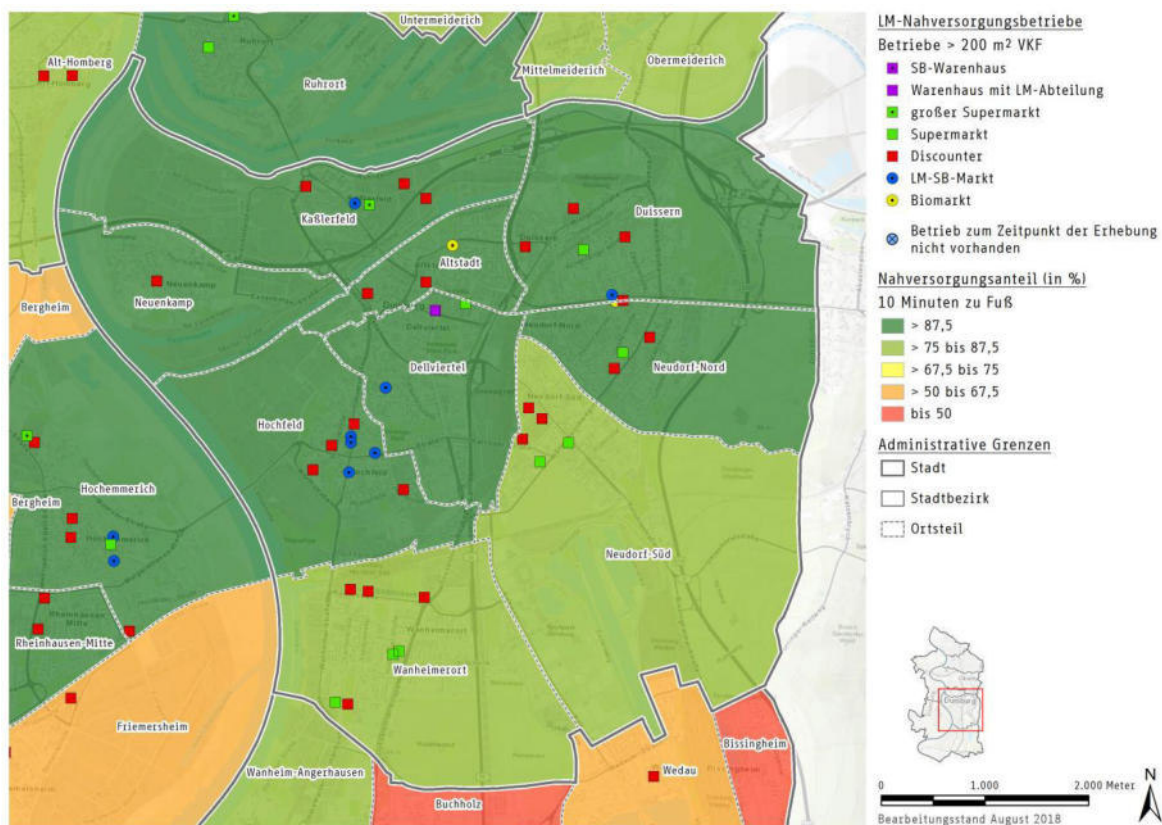 Untermeiderich
Alt-Homberg
Mittelmeiderich
Obermeiderich
Ruhrort
Kaßlerfeld
Duissern
Altstadt
Neuenkamp
Bergheim
Dellviertel
Neudorf-Nord
Hochfeld
Hochemmerich
Bergheim
Neudorf-Süd
Rheinhausen-Mitte
Wanheimerort
Friemersheim
Bissingheim
Wanheim-Angerhausen
Wedau
Buchholz
LM-Nahversorgungsbetriebe
Betriebe > 200 m² VKF
SB-Warenhaus
Warenhaus mit LM-Abteilung
großer Supermarkt
Supermarkt
Discounter
LM-SB-Markt
Biomarkt
Betrieb zum Zeitpunkt der Erhebung
nicht vorhanden
Nahversorgungsanteil (in %)
10 Minuten zu Fuß
> 87,5
> 75 bis 87,5
> 67,5 bis 75
> 50 bis 67,5
bis 50
Administrative Grenzen
Stadt
Stadtbezirk
Ortsteil
Duisburg
N
0 1.000 2.000 Meter
Bearbeitungsstand August 2018